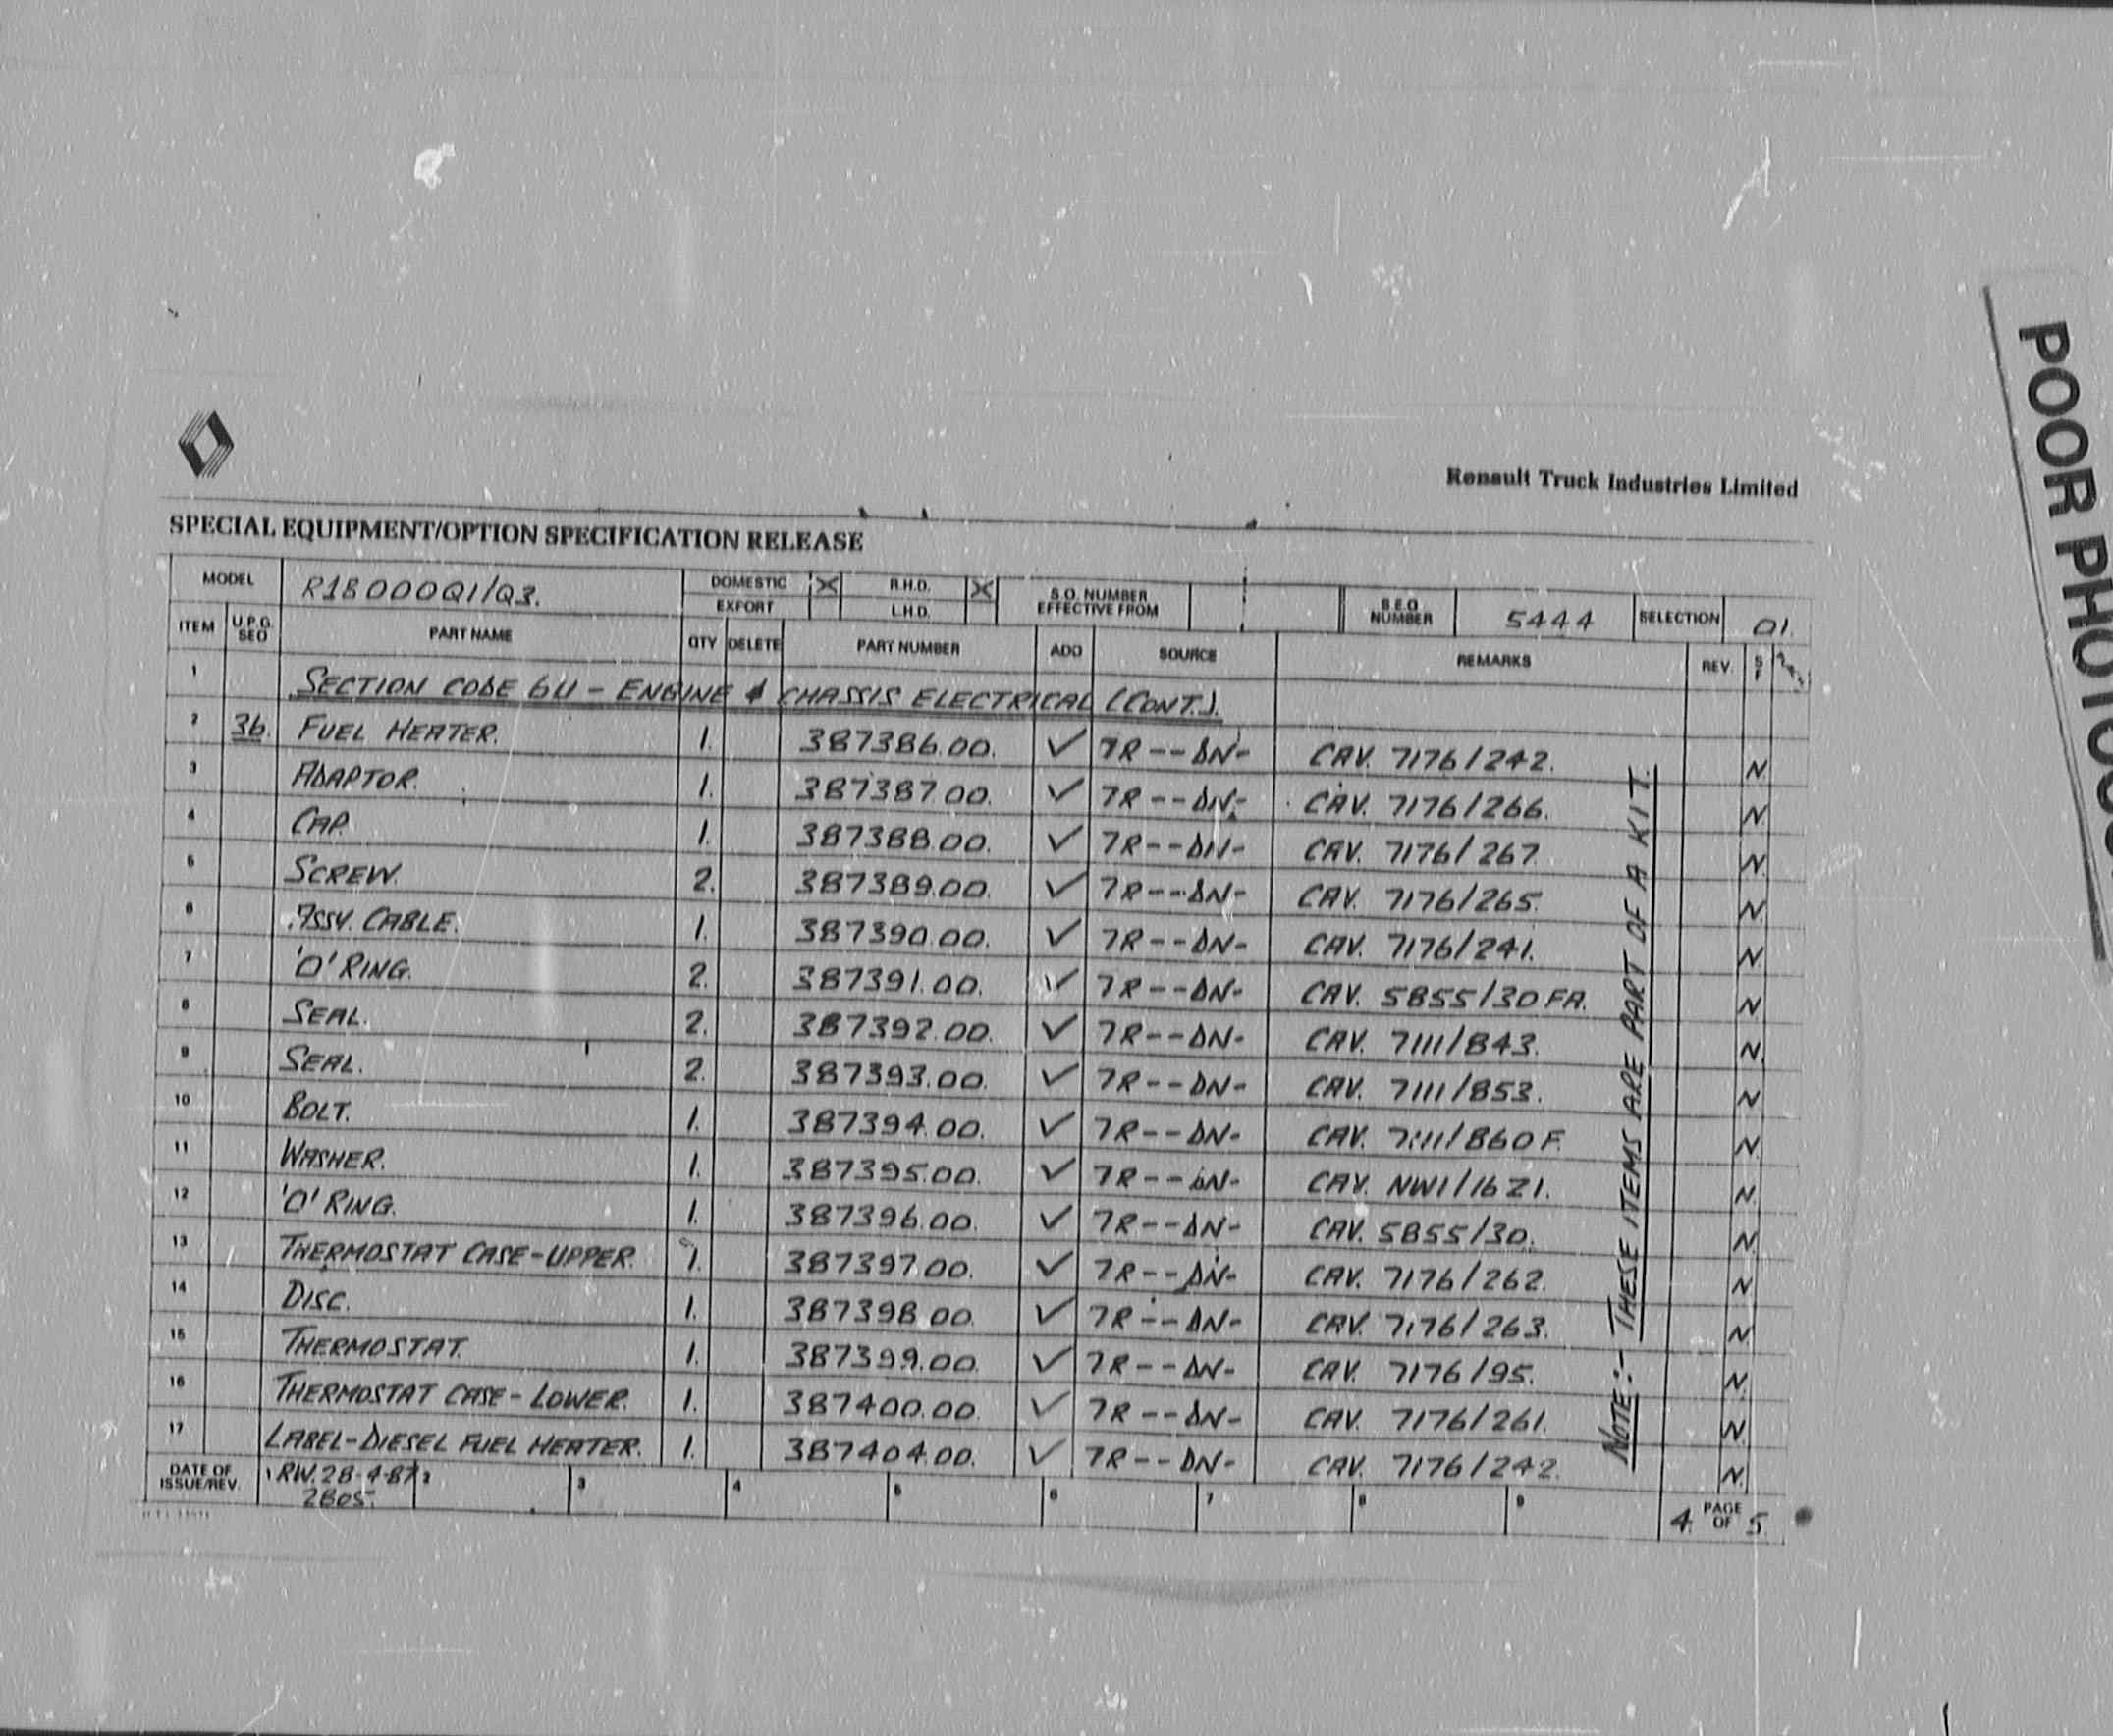 Renault Truck Industries Limited
SPECIAL EQUIPMENT/OPTION SPECIFICATION RELEASE
MODEL R18000Q1/Q3. DOMESTIC X R.H.D. X S.O. NUMBER EFFECTIVE FROM S.E.O NUMBER 5444 SELECTION 01.
EXPORT L.H.D.
ITEM U.P.G. SEO PART NAME QTY DELETE PART NUMBER ADD SOURCE REMARKS REV. S F
1 SECTION CODE 6U - ENGINE & CHASSIS ELECTRICAL (CONT.).
2 36. FUEL HEATER. 1. 387386.00. ✓ 7R--DN- CAV. 7176/242. N.
3 ADAPTOR. 1. 387387.00. ✓ 7R--DN- CAV. 7176/266. N.
4 CAP. 1. 387388.00. ✓ 7R--DN- CAV. 7176/267. N.
5 SCREW. 2. 387389.00. ✓ 7R--DN- CAV. 7176/265. N.
6 ASSY. CABLE. 1. 387390.00. ✓ 7R--DN- CAV. 7176/241. N.
7 'O' RING. 2. 387391.00. ✓ 7R--DN- CAV. 5855/30FA. N.
8 SEAL. 2. 387392.00. ✓ 7R--DN- CAV. 7111/843. N.
9 SEAL. 2. 387393.00. ✓ 7R--DN- CAV. 7111/853. N.
10 BOLT. 1. 387394.00. ✓ 7R--DN- CAV. 7111/860F. N.
11 WASHER. 1. 387395.00. ✓ 7R--DN- CAV. NW1/16Z1. N.
12 'O' RING. 1. 387396.00. ✓ 7R--DN- CAV. 5855/30. N.
13 THERMOSTAT CASE-UPPER. 1. 387397.00. ✓ 7R--DN- CAV. 7176/262. N.
14 DISC. 1. 387398.00. ✓ 7R--DN- CAV. 7176/263. N.
15 THERMOSTAT. 1. 387399.00. ✓ 7R--DN- CAV. 7176/95. N.
16 THERMOSTAT CASE-LOWER. 1. 387400.00. ✓ 7R--DN- CAV. 7176/261. N.
17 LABEL-DIESEL FUEL HEATER. 1. 387404.00. ✓ 7R--DN- CAV. 7176/242. N.
NOTE:- THESE ITEMS ARE PART OF A KIT.
DATE OF ISSUE/REV. 1 RW. 28-4-87 2 3 4 5 6 7 8 9 4. PAGE OF 5.
2805.
POOR PHOTOCO